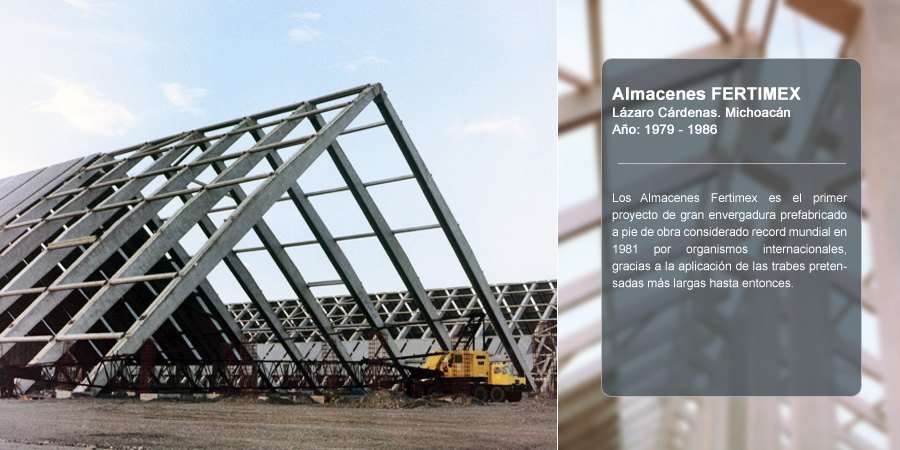 Almacenes FERTIMEX
Lázaro Cárdenas. Michoacán
Año: 1979 - 1986
Los Almacenes Fertimex es el primer
proyecto de gran envergadura prefabricado
a pie de obra considerado record mundial en
1981 por organismos internacionales,
gracias a la aplicación de las trabes preten-
sadas más largas hasta entonces.